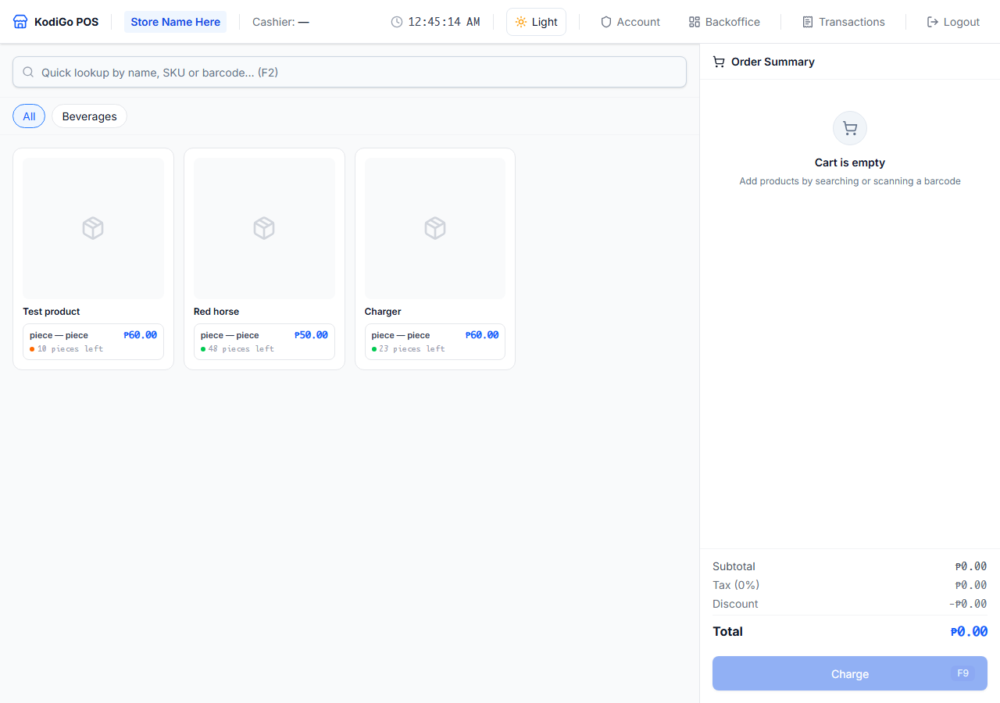 KodiGo POS
Store Name Here
Cashier: —
12:45:14 AM
Light
Account
Backoffice
Transactions
Logout
Quick lookup by name, SKU or barcode... (F2)
All
Beverages
Test product
piece — piece ₱60.00
10 pieces left
Red horse
piece — piece ₱50.00
48 pieces left
Charger
piece — piece ₱60.00
23 pieces left
Order Summary
Cart is empty
Add products by searching or scanning a barcode
Subtotal ₱0.00
Tax (0%) ₱0.00
Discount -₱0.00
Total ₱0.00
Charge F9